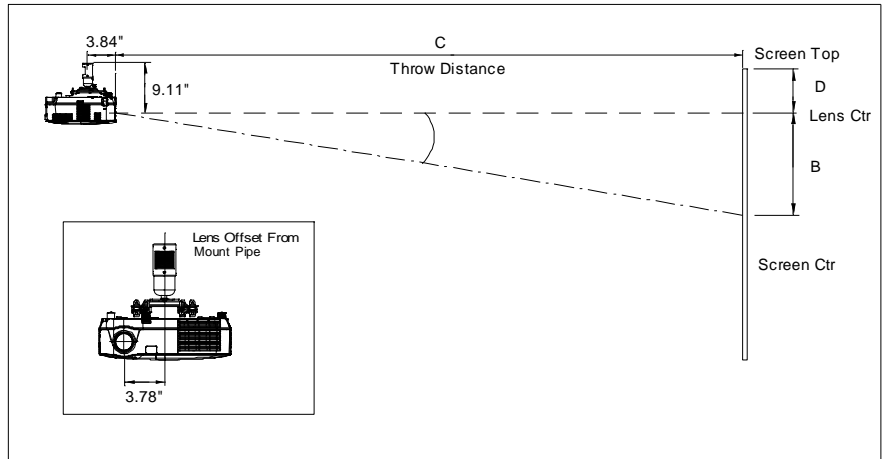 3.84"
C
Screen Top
Throw Distance
9.11"
D
Lens Ctr
B
Lens Offset From
Mount Pipe
Screen Ctr
3.78"